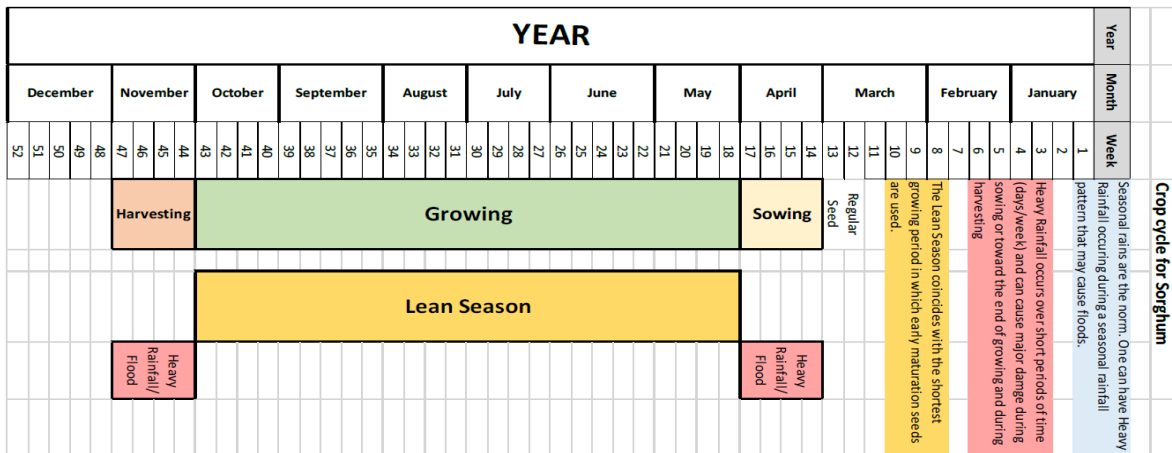 Crop cycle for Sorghum
YEAR
Year
December November October September August July June May April March February January Month
52 51 50 49 48 47 46 45 44 43 42 41 40 39 38 37 36 35 34 33 32 31 30 29 28 27 26 25 24 23 22 21 20 19 18 17 16 15 14 13 12 11 10 9 8 7 6 5 4 3 2 1 Week
Harvesting
Growing
Sowing
Regular
Seed
Lean Season
Heavy
Rainfall/
Flood
Heavy
Rainfall/
Flood
Seasonal rains are the norm. One can have Heavy
Rainfall occurring during a seasonal rainfall
pattern that may cause floods.
Heavy Rainfall occurs over short periods of time
(days/week) and can cause major damge during
sowing or toward the end of growing and during
harvesting
The Lean Season coincides with the shortest
growing period in which early maturation seeds
are used.